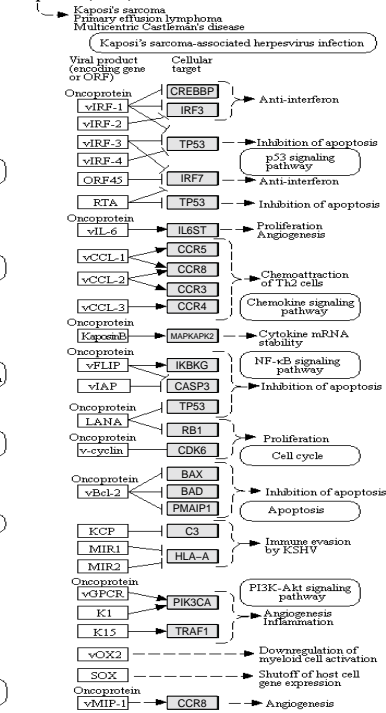 Kaposi's sarcoma
Primary effusion lymphoma
Multicentric Castleman's disease
Kaposi's sarcoma-associated herpesvirus infection
Viral product Cellular
(encoding gene target
or ORF)
Oncoprotein
vIRF-1 CREBBP
IRF3 Anti-interferon
vIRF-2
vIRF-3 TP53 Inhibition of apoptosis
vIRF-4 p53 signaling
pathway
ORF45 IRF7 Anti-interferon
RTA TP53 Inhibition of apoptosis
Oncoprotein
vIL-6 IL6ST Proliferation
Angiogenesis
CCR5
vCCL-1
CCR8
vCCL-2 Chemoattraction
of Th2 cells
CCR3
vCCL-3 CCR4 Chemokine signaling
pathway
Oncoprotein
KaposinB MAPKAPK2 Cytokine mRNA
stability
Oncoprotein
vFLIP IKBKG NF-κB signaling
pathway
vIAP CASP3 Inhibition of apoptosis
Oncoprotein TP53
LANA RB1
Oncoprotein Proliferation
v-cyclin CDK6 Cell cycle
BAX
Oncoprotein
vBcl-2 BAD Inhibition of apoptosis
PMAIP1 Apoptosis
KCP C3
MIR1 Immune evasion
by KSHV
HLA-A
MIR2
Oncoprotein
vGPCR PI3K-Akt signaling
pathway
PIK3CA
K1 Angiogenesis
Inflammation
K15 TRAF1
vOX2 Downregulation of
myeloid cell activation
SOX Shutoff of host cell
gene expression
Oncoprotein
vMIP-1 CCR8 Angiogenesis